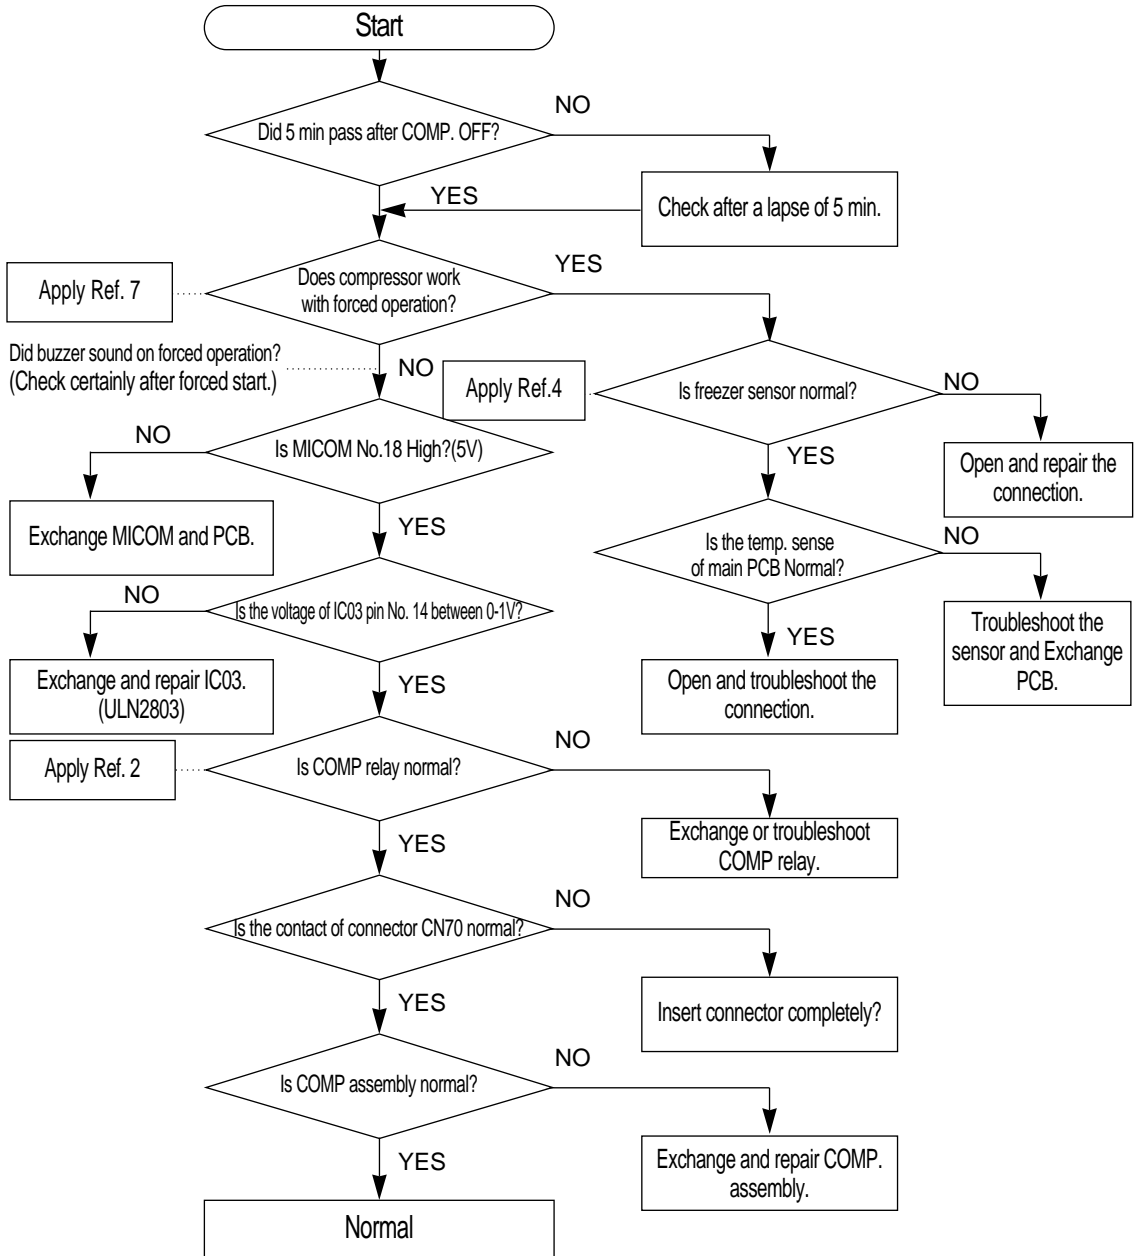 Start
NO
Did 5 min pass after COMP. OFF?
YES
Check after a lapse of 5 min.
Does compressor work
with forced operation?
YES
Apply Ref. 7
Did buzzer sound on forced operation?
(Check certainly after forced start.)
NO
Apply Ref.4
Is freezer sensor normal?
NO
NO
Is MICOM No.18 High?(5V)
YES
Open and repair the
connection.
Exchange MICOM and PCB.
YES
Is the temp. sense
of main PCB Normal?
NO
NO
Is the voltage of IC03 pin No. 14 between 0-1V?
YES
Troubleshoot the
sensor and Exchange
PCB.
Exchange and repair IC03.
(ULN2803)
YES
Open and troubleshoot the
connection.
Apply Ref. 2
Is COMP relay normal?
NO
Exchange or troubleshoot
COMP relay.
YES
Is the contact of connector CN70 normal?
NO
Insert connector completely?
YES
Is COMP assembly normal?
NO
Exchange and repair COMP.
assembly.
YES
Normal